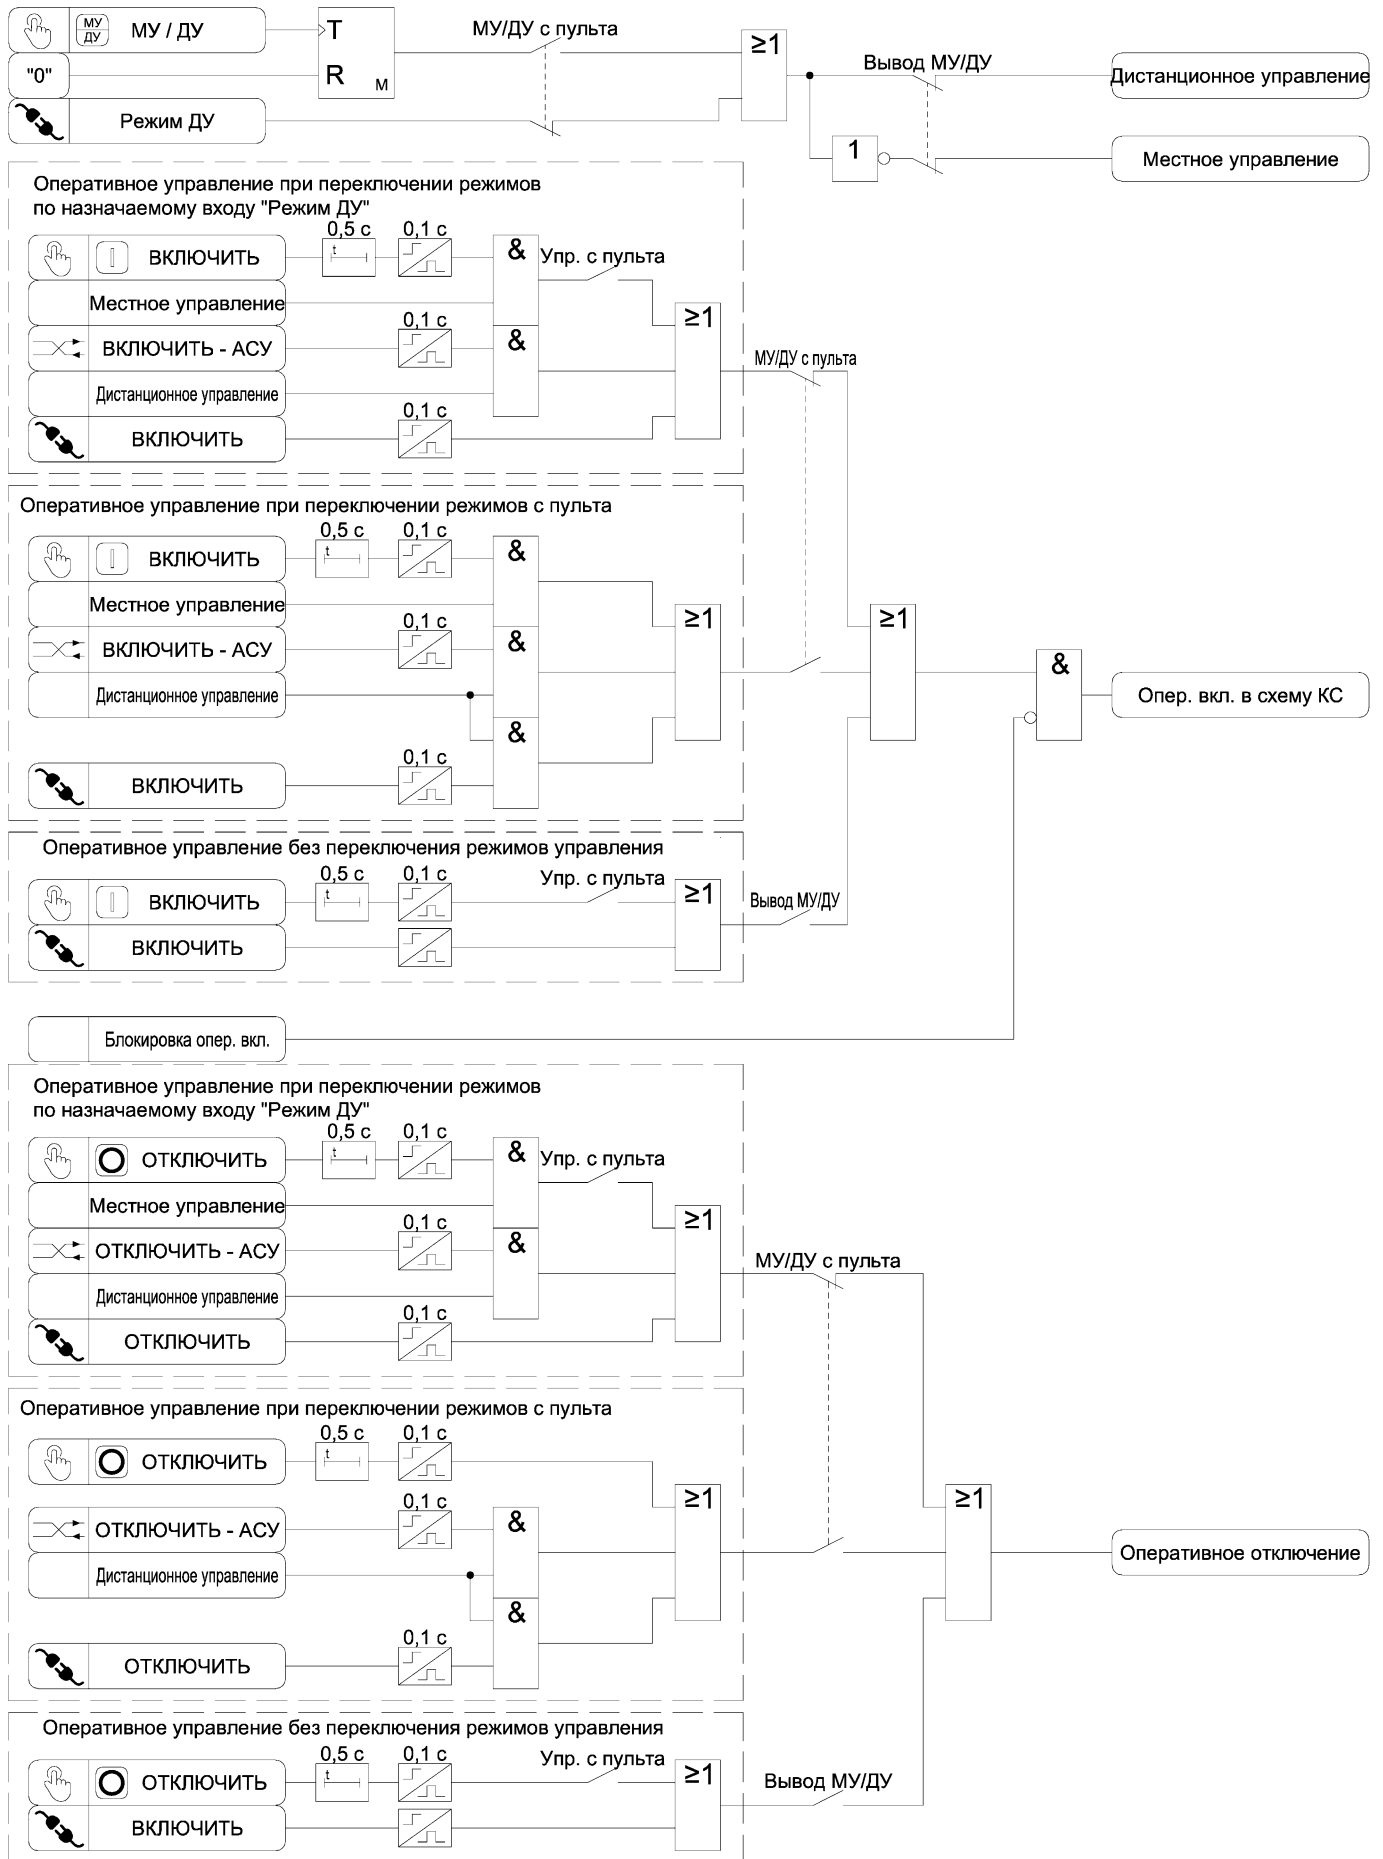 МУ
ДУ
МУ / ДУ
T
"0"
R
М
МУ/ДУ с пульта
≥1
Вывод МУ/ДУ
Дистанционное управление
Режим ДУ
1
Местное управление
Оперативное управление при переключении режимов
по назначаемому входу "Режим ДУ"
0,5 с
0,1 с
ВКЛЮЧИТЬ
t
&
Упр. с пульта
Местное управление
≥1
0,1 с
ВКЛЮЧИТЬ - АСУ
&
МУ/ДУ с пульта
Дистанционное управление
0,1 с
ВКЛЮЧИТЬ
Оперативное управление при переключении режимов с пульта
0,5 с
0,1 с
ВКЛЮЧИТЬ
t
&
Местное управление
≥1
≥1
0,1 с
ВКЛЮЧИТЬ - АСУ
&
&
Дистанционное управление
Опер. вкл. в схему КС
&
0,1 с
ВКЛЮЧИТЬ
Оперативное управление без переключения режимов управления
0,5 с
0,1 с
Упр. с пульта
ВКЛЮЧИТЬ
t
≥1
Вывод МУ/ДУ
ВКЛЮЧИТЬ
Блокировка опер. вкл.
Оперативное управление при переключении режимов
по назначаемому входу "Режим ДУ"
0,5 с
0,1 с
ОТКЛЮЧИТЬ
t
&
Упр. с пульта
Местное управление
≥1
0,1 с
ОТКЛЮЧИТЬ - АСУ
&
МУ/ДУ с пульта
Дистанционное управление
0,1 с
ОТКЛЮЧИТЬ
Оперативное управление при переключении режимов с пульта
0,5 с
0,1 с
ОТКЛЮЧИТЬ
t
≥1
≥1
0,1 с
ОТКЛЮЧИТЬ - АСУ
&
Оперативное отключение
Дистанционное управление
&
0,1 с
ОТКЛЮЧИТЬ
Оперативное управление без переключения режимов управления
0,5 с
0,1 с
Упр. с пульта
ОТКЛЮЧИТЬ
t
≥1
Вывод МУ/ДУ
ВКЛЮЧИТЬ